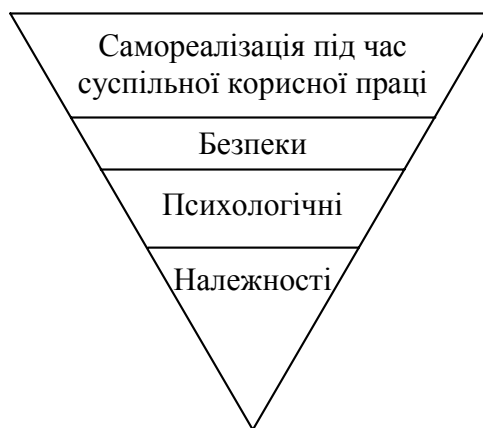 Самореалізація під час
суспільної корисної праці
Безпеки
Психологічні
Належності